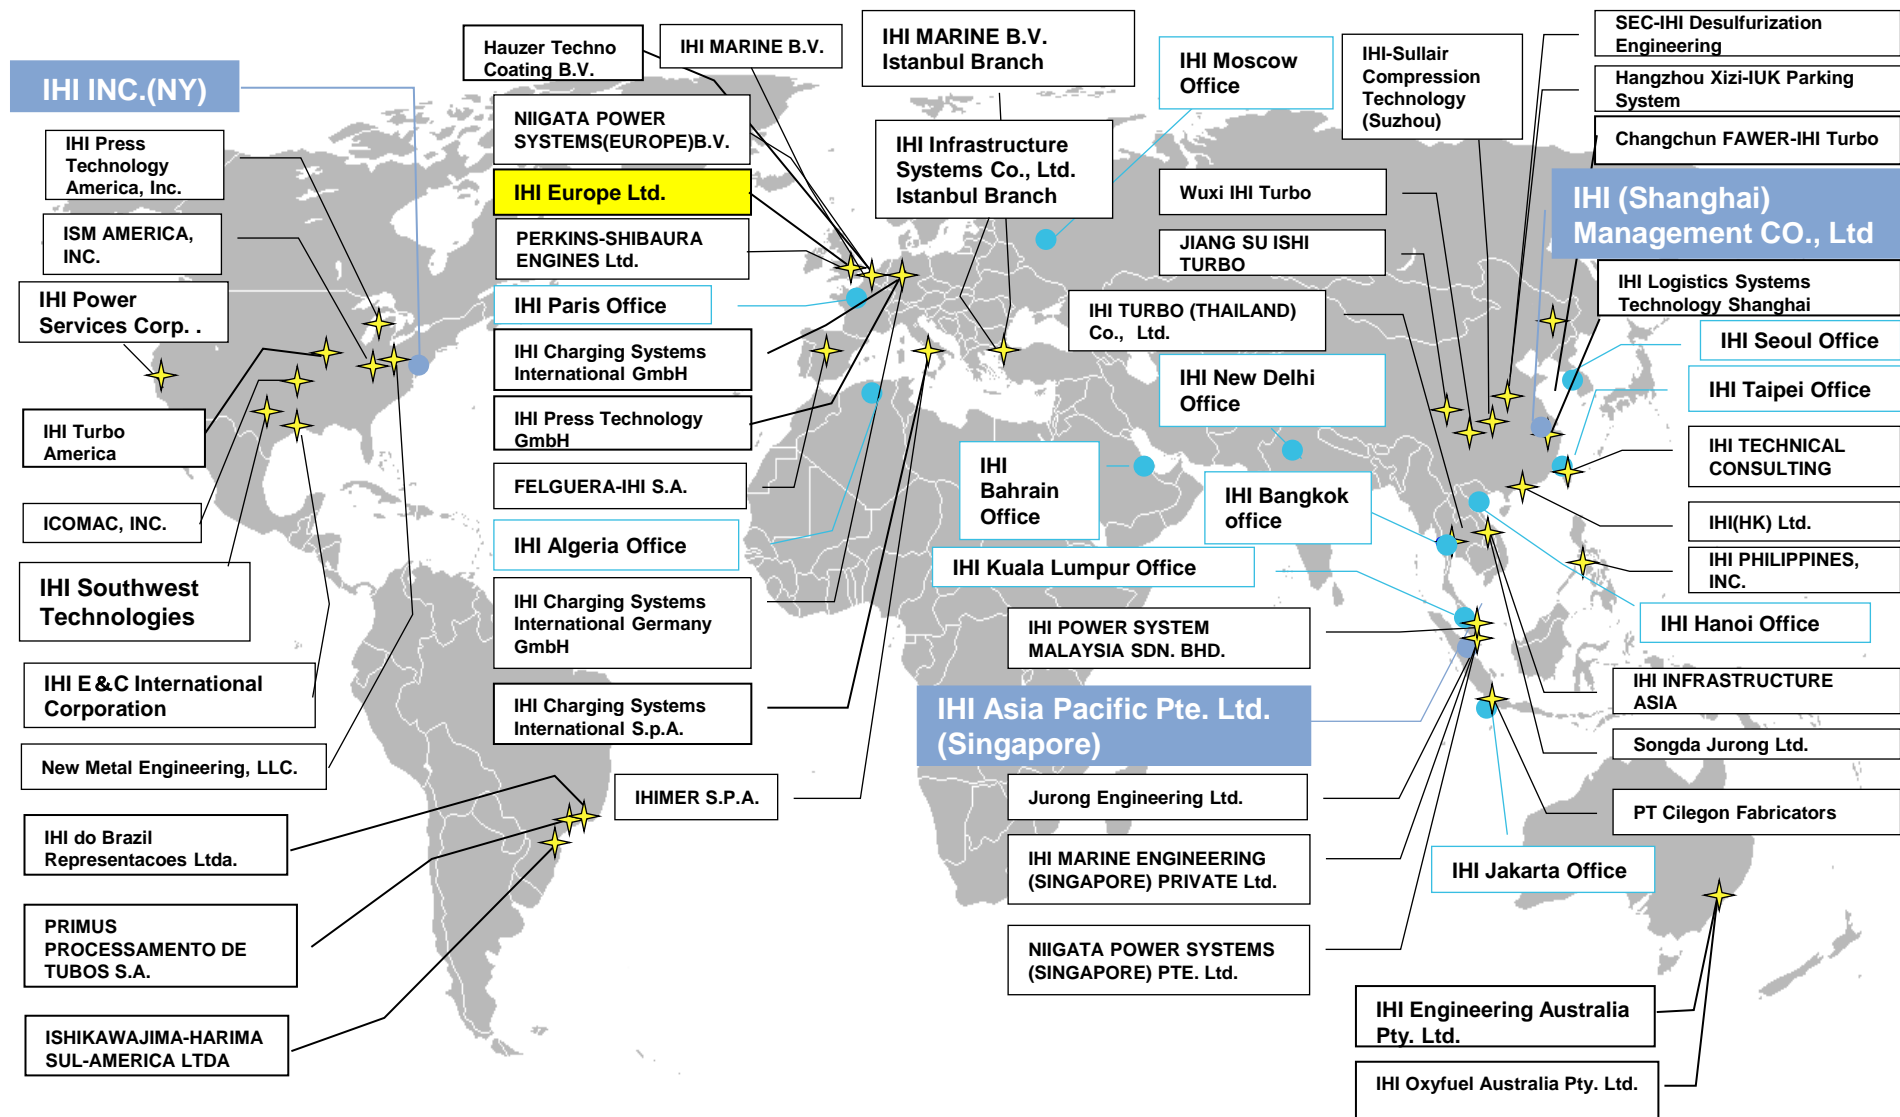 IHI INC.(NY)
IHI Press
Technology
America, Inc.
ISM AMERICA,
INC.
IHI Power
Services Corp. .
IHI Turbo
America
ICOMAC, INC.
IHI Southwest
Technologies
IHI E&C International
Corporation
New Metal Engineering, LLC.
IHI do Brazil
Representacoes Ltda.
PRIMUS
PROCESSAMENTO DE
TUBOS S.A.
ISHIKAWAJIMA-HARIMA
SUL-AMERICA LTDA
Hauzer Techno
Coating B.V.
IHI MARINE B.V.
NIIGATA POWER
SYSTEMS(EUROPE)B.V.
IHI Europe Ltd.
PERKINS-SHIBAURA
ENGINES Ltd.
IHI Paris Office
IHI Charging Systems
International GmbH
IHI Press Technology
GmbH
FELGUERA-IHI S.A.
IHI Algeria Office
IHI Charging Systems
International Germany
GmbH
IHI Charging Systems
International S.p.A.
IHIMER S.P.A.
IHI MARINE B.V.
Istanbul Branch
IHI Infrastructure
Systems Co., Ltd.
Istanbul Branch
IHI Moscow
Office
IHI-Sullair
Compression
Technology
(Suzhou)
Wuxi IHI Turbo
JIANG SU ISHI
TURBO
IHI TURBO (THAILAND)
Co., Ltd.
IHI New Delhi
Office
IHI
Bahrain
Office
IHI Bangkok
office
IHI Kuala Lumpur Office
IHI POWER SYSTEM
MALAYSIA SDN. BHD.
IHI Asia Pacific Pte. Ltd.
(Singapore)
Jurong Engineering Ltd.
IHI MARINE ENGINEERING
(SINGAPORE) PRIVATE Ltd.
NIIGATA POWER SYSTEMS
(SINGAPORE) PTE. Ltd.
SEC-IHI Desulfurization
Engineering
Hangzhou Xizi-IUK Parking
System
Changchun FAWER-IHI Turbo
IHI (Shanghai)
Management CO., Ltd
IHI Logistics Systems
Technology Shanghai
IHI Seoul Office
IHI Taipei Office
IHI TECHNICAL
CONSULTING
IHI(HK) Ltd.
IHI PHILIPPINES,
INC.
IHI Hanoi Office
IHI INFRASTRUCTURE
ASIA
Songda Jurong Ltd.
PT Cilegon Fabricators
IHI Jakarta Office
IHI Engineering Australia
Pty. Ltd.
IHI Oxyfuel Australia Pty. Ltd.